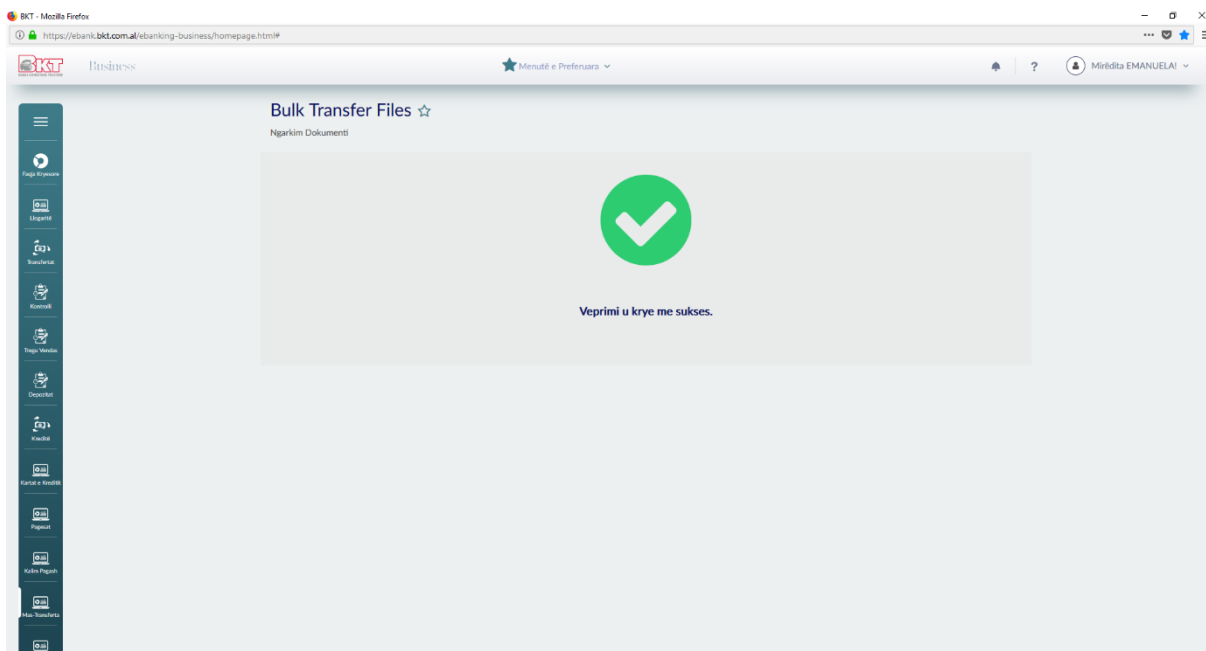 BKT - Mozilla Firefox
https://ebank.bkt.com.al/ebanking-business/homepage.html#
BKT
Business
Menutë e Preferuara
?
Mirëdita EMANUELA!
Bulk Transfer Files
Ngarkim Dokumenti
Veprimi u krye me sukses.
Faqja Kryesore
Llogaritë
Transfertat
Kontrolli
Tregu Vendas
Depozitat
Kreditë
Kartat e Kreditit
Pagesat
Kalim Pagash
Mas-Transferta